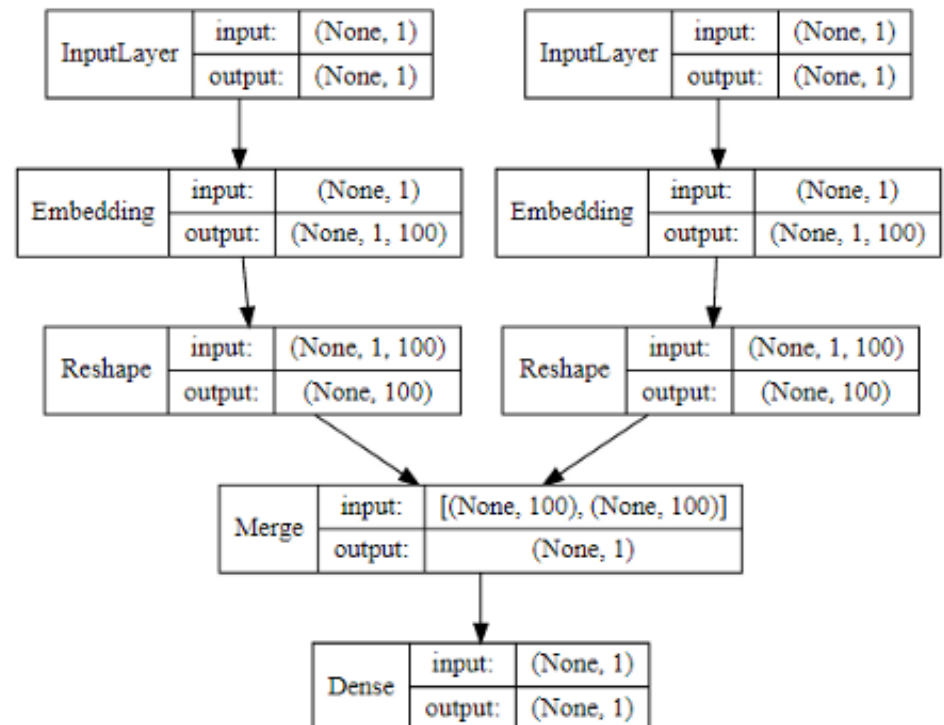 InputLayer input: (None, 1)
output: (None, 1)
InputLayer input: (None, 1)
output: (None, 1)
Embedding input: (None, 1)
output: (None, 1, 100)
Embedding input: (None, 1)
output: (None, 1, 100)
Reshape input: (None, 1, 100)
output: (None, 100)
Reshape input: (None, 1, 100)
output: (None, 100)
Merge input: [(None, 100), (None, 100)]
output: (None, 1)
Dense input: (None, 1)
output: (None, 1)